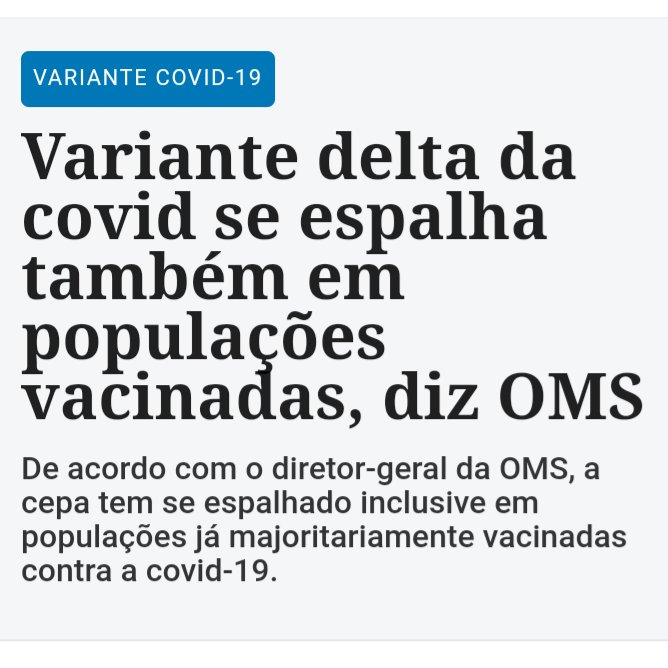 VARIANTE COVID-19
Variante delta da
covid se espalha
também em
populações
vacinadas, diz OMS
De acordo com o diretor-geral da OMS, a
cepa tem se espalhado inclusive em
populações já majoritariamente vacinadas
contra a covid-19.